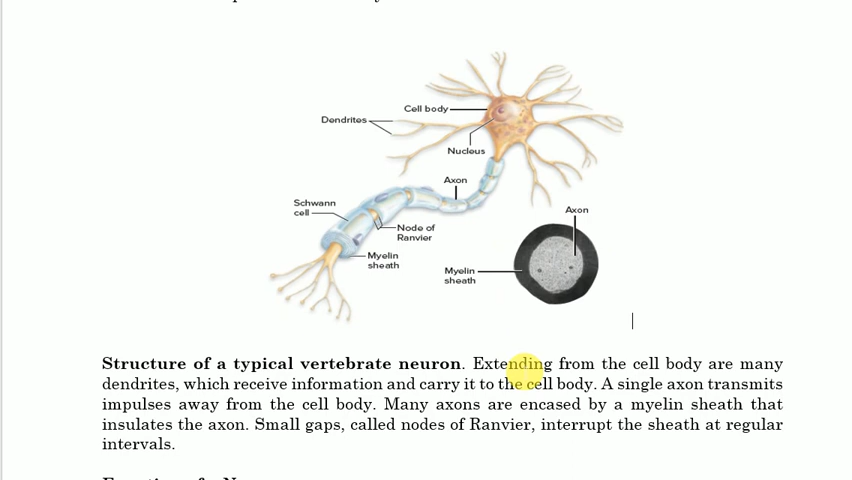 Cell body
Dendrites
Nucleus
Axon
Schwann
cell
Axon
Node of
Ranvier
Myelin
sheath
Myelin
sheath
Structure of a typical vertebrate neuron. Extending from the cell body are many
dendrites, which receive information and carry it to the cell body. A single axon transmits
impulses away from the cell body. Many axons are encased by a myelin sheath that
insulates the axon. Small gaps, called nodes of Ranvier, interrupt the sheath at regular
intervals.